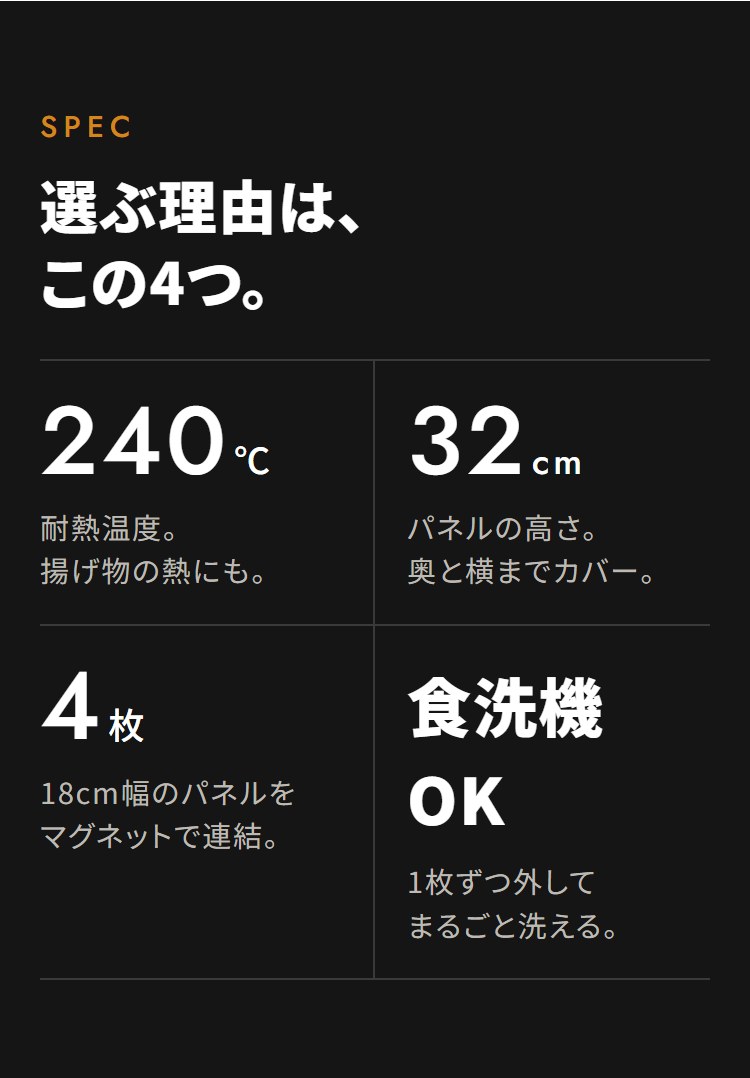 SPEC
選ぶ理由は、
この4つ。
240℃
耐熱温度。
揚げ物の熱にも。
32cm
パネルの高さ。
奥と横までカバー。
4枚
18cm幅のパネルを
マグネットで連結。
食洗機
OK
1枚ずつ外して
まるごと洗える。